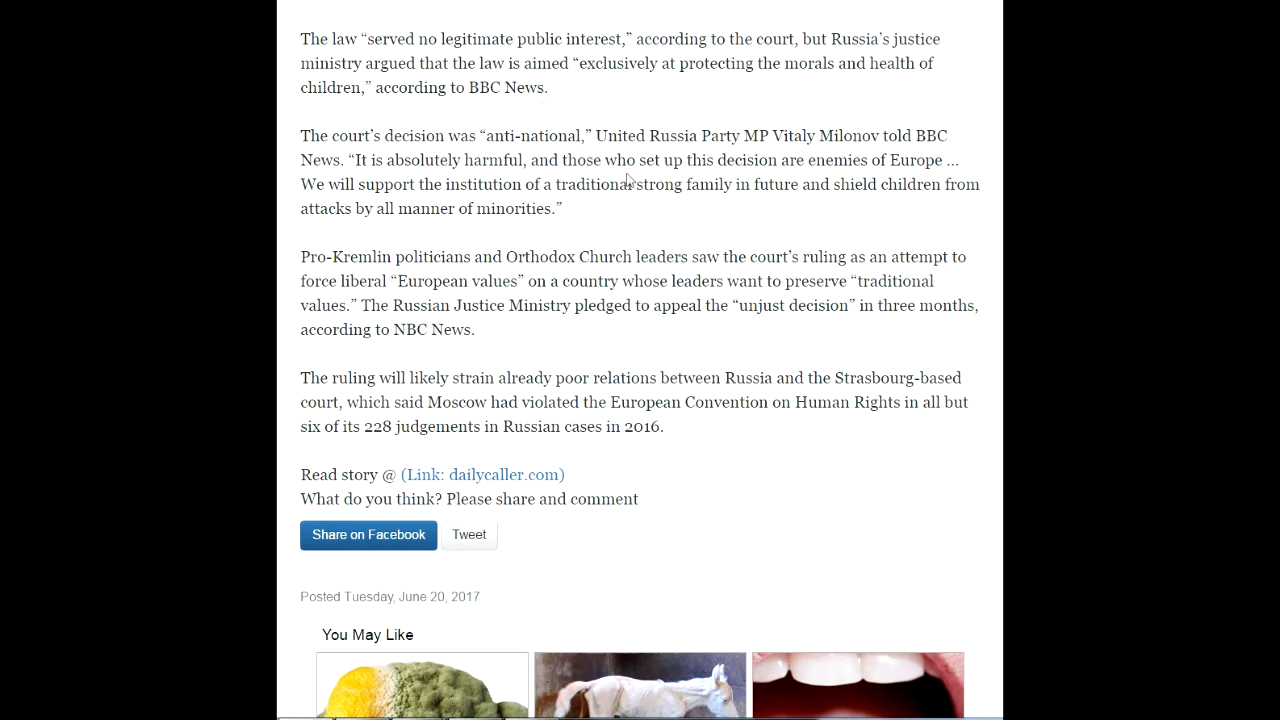 The law “served no legitimate public interest,” according to the court, but Russia’s justice
ministry argued that the law is aimed “exclusively at protecting the morals and health of
children,” according to BBC News.
The court’s decision was “anti-national,” United Russia Party MP Vitaly Milonov told BBC
News. “It is absolutely harmful, and those who set up this decision are enemies of Europe ...
We will support the institution of a traditional strong family in future and shield children from
attacks by all manner of minorities.”
Pro-Kremlin politicians and Orthodox Church leaders saw the court’s ruling as an attempt to
force liberal “European values” on a country whose leaders want to preserve “traditional
values.” The Russian Justice Ministry pledged to appeal the “unjust decision” in three months,
according to NBC News.
The ruling will likely strain already poor relations between Russia and the Strasbourg-based
court, which said Moscow had violated the European Convention on Human Rights in all but
six of its 228 judgements in Russian cases in 2016.
Read story @ (Link: dailycaller.com)
What do you think? Please share and comment
Share on Facebook Tweet
Posted Tuesday, June 20, 2017
You May Like